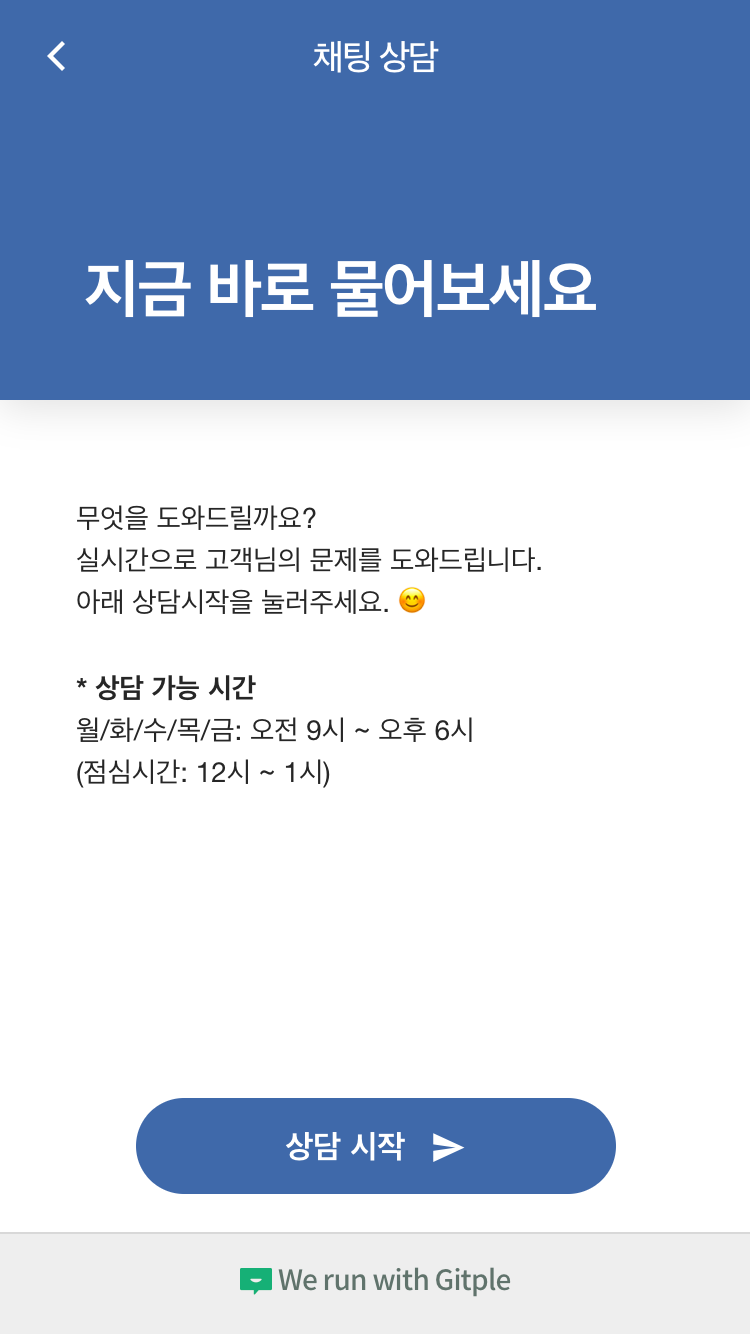 채팅 상담
지금 바로 물어보세요
무엇을 도와드릴까요?
실시간으로 고객님의 문제를 도와드립니다.
아래 상담시작을 눌러주세요. 😊
* 상담 가능 시간
월/화/수/목/금: 오전 9시 ~ 오후 6시
(점심시간: 12시 ~ 1시)
상담 시작
We run with Gitple